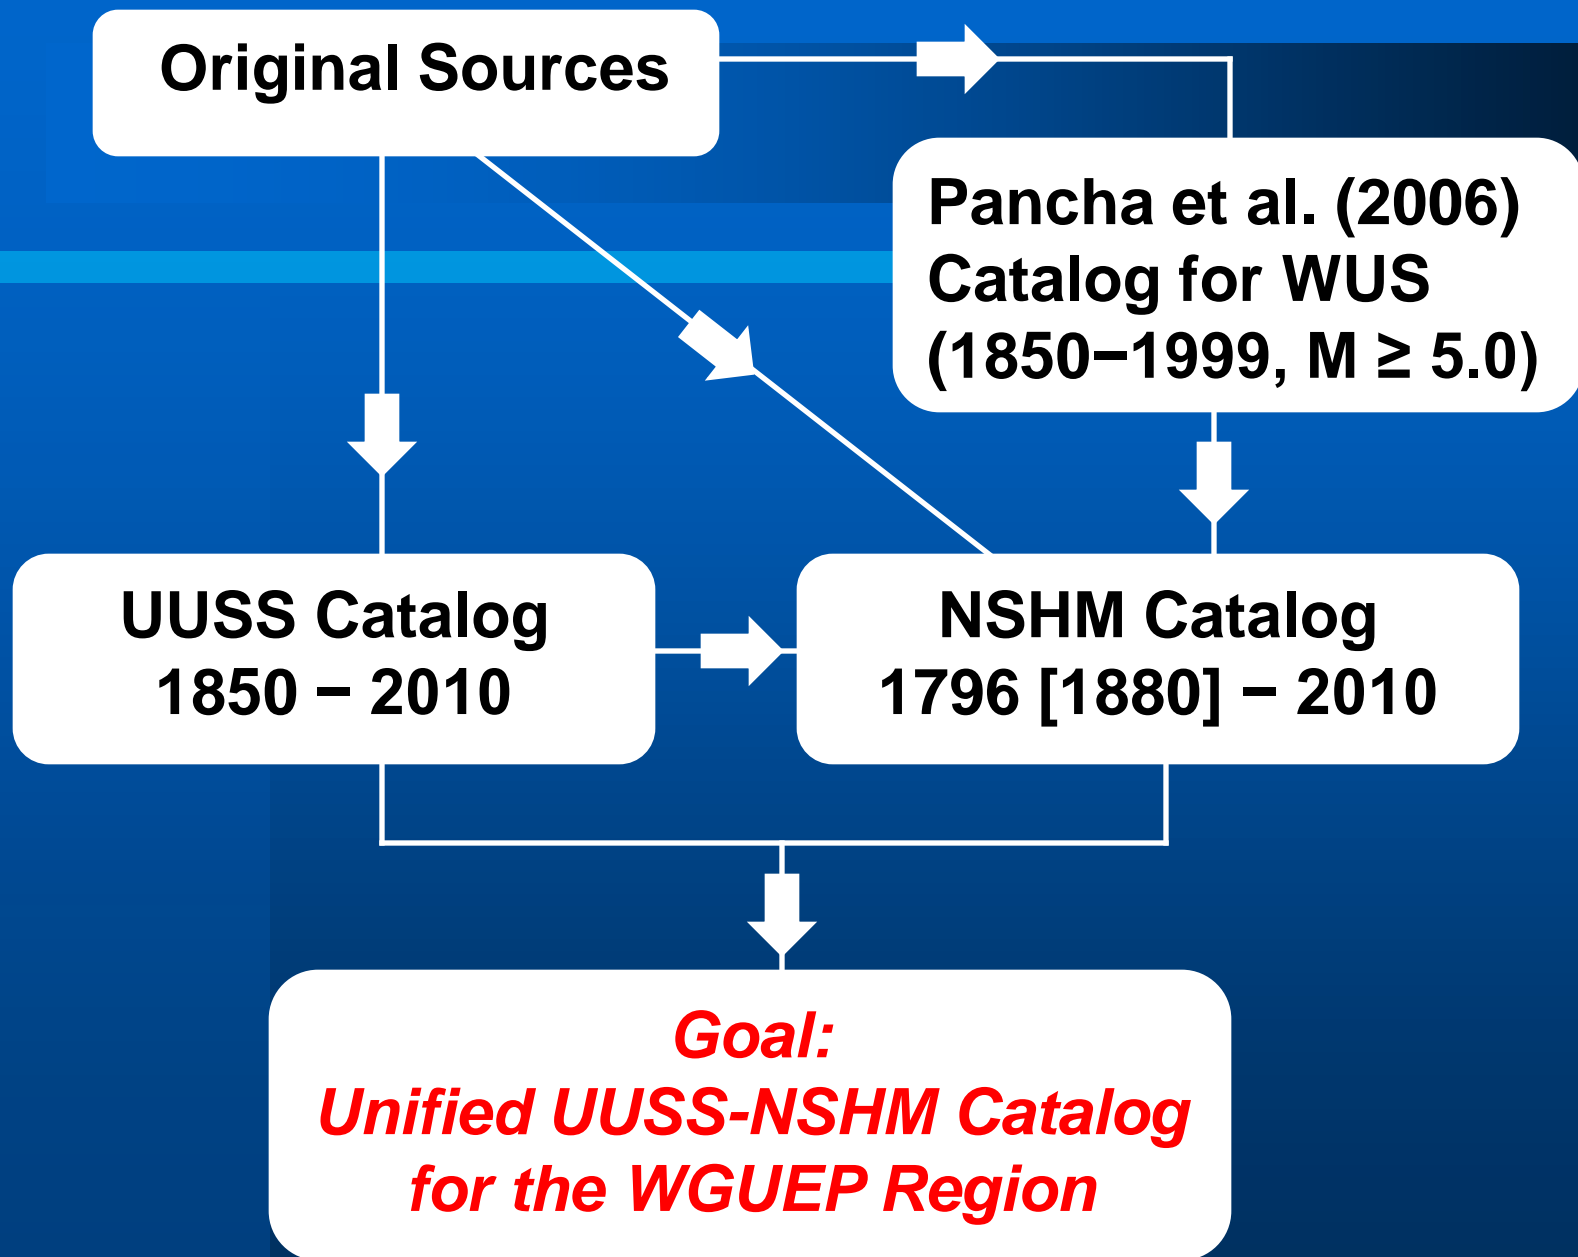 Original Sources
Pancha et al. (2006)
Catalog for WUS
(1850−1999, M ≥ 5.0)
UUSS Catalog
1850 − 2010
NSHM Catalog
1796 [1880] − 2010
Goal:
Unified UUSS-NSHM Catalog
for the WGUEP Region